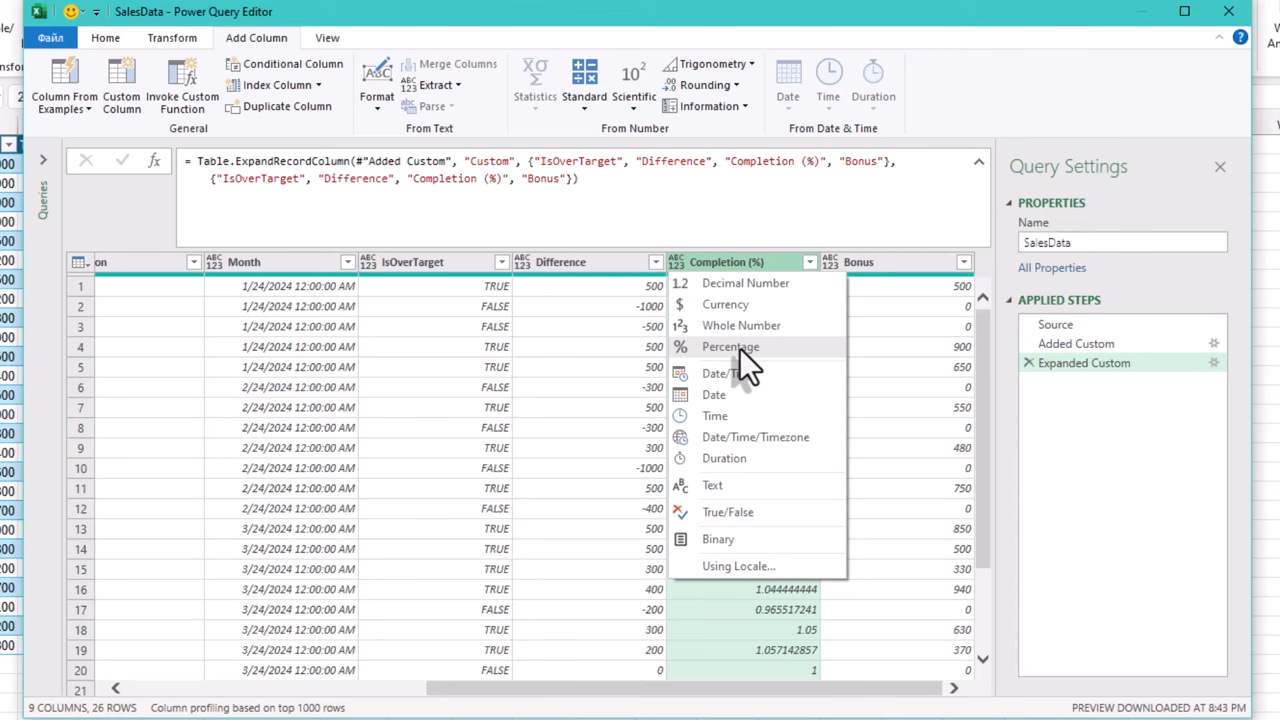 SalesData - Power Query Editor
Файл Home Transform Add Column View
Column From Examples
Custom Column
Invoke Custom Function
Conditional Column
Index Column
Duplicate Column
General
Format
Merge Columns
Extract
Parse
From Text
Statistics
Standard
Scientific
Trigonometry
Rounding
Information
From Number
Date
Time
Duration
From Date & Time
Queries
= Table.ExpandRecordColumn(#"Added Custom", "Custom", {"IsOverTarget", "Difference", "Completion (%)", "Bonus"},
{"IsOverTarget", "Difference", "Completion (%)", "Bonus"})
on Month IsOverTarget Difference Completion (%) Bonus
1 1/24/2024 12:00:00 AM TRUE 500 500
2 1/24/2024 12:00:00 AM FALSE -1000 0
3 1/24/2024 12:00:00 AM FALSE -500 0
4 1/24/2024 12:00:00 AM TRUE 500 900
5 1/24/2024 12:00:00 AM TRUE 500 650
6 2/24/2024 12:00:00 AM FALSE -300 0
7 2/24/2024 12:00:00 AM TRUE 500 550
8 2/24/2024 12:00:00 AM FALSE -300 0
9 2/24/2024 12:00:00 AM TRUE 300 480
10 2/24/2024 12:00:00 AM FALSE -1000 0
11 2/24/2024 12:00:00 AM TRUE 500 750
12 2/24/2024 12:00:00 AM FALSE -400 0
13 3/24/2024 12:00:00 AM TRUE 500 850
14 3/24/2024 12:00:00 AM TRUE 500 500
15 3/24/2024 12:00:00 AM TRUE 300 330
16 3/24/2024 12:00:00 AM TRUE 400 1.044444444 940
17 3/24/2024 12:00:00 AM FALSE -200 0.965517241 0
18 3/24/2024 12:00:00 AM TRUE 300 1.05 630
19 3/24/2024 12:00:00 AM TRUE 200 1.057142857 370
20 3/24/2024 12:00:00 AM FALSE 0 1 0
21
1.2 Decimal Number
$ Currency
Whole Number
% Percentage
Date
Time
Date/Time/Timezone
Duration
Text
True/False
Binary
Using Locale...
Query Settings
PROPERTIES
Name
SalesData
All Properties
APPLIED STEPS
Source
Added Custom
Expanded Custom
9 COLUMNS, 26 ROWS Column profiling based on top 1000 rows PREVIEW DOWNLOADED AT 8:43 PM